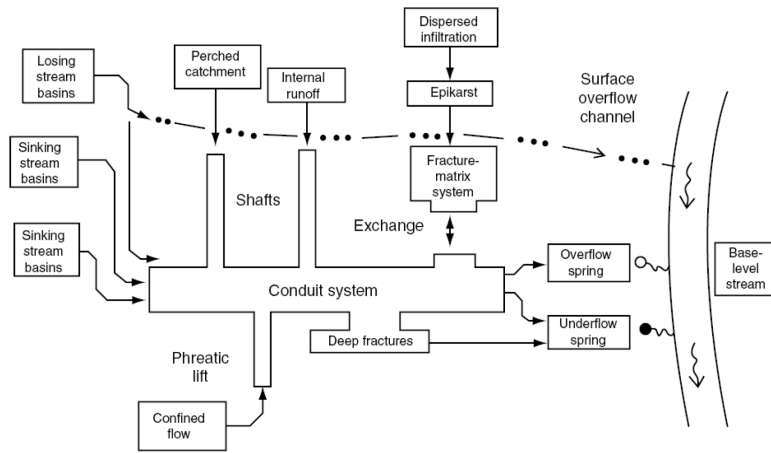 Dispersed
infiltration
Losing
stream
basins
Perched
catchment
Internal
runoff
Epikarst
Surface
overflow
channel
Sinking
stream
basins
Fracture-
matrix
system
Shafts
Exchange
Sinking
stream
basins
Conduit system
Overflow
spring
Base-
level
stream
Underflow
spring
Deep fractures
Phreatic
lift
Confined
flow